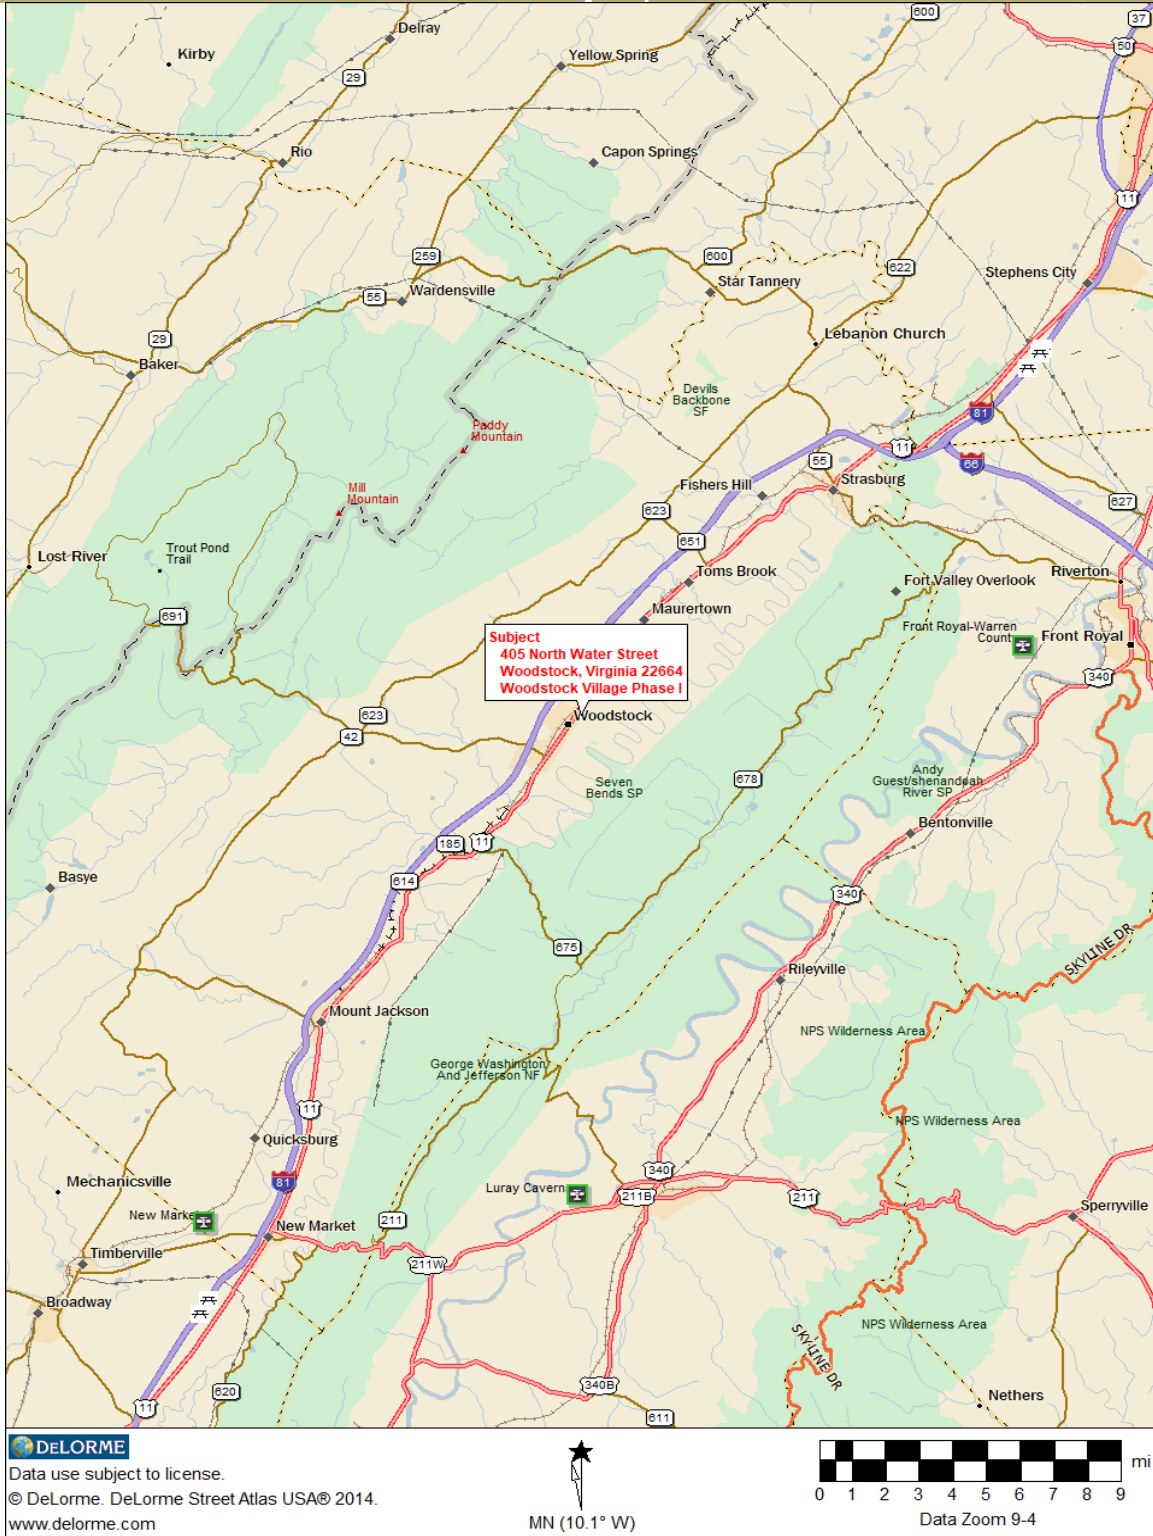 600
37
Delray
Kirby
50
Yellow Spring
29
Rio
Capon Springs
11
259
600
622
Stephens City
Star Tannery
55
Wardensville
29
Lebanon Church
Baker
Devils
Backbone
SF
81
Paddy
Mountain
11
55
66
Strasburg
Fishers Hill
Mill
Mountain
623
627
651
Trout Pond
Trail
Lost River
Toms Brook
Riverton
Fort Valley Overlook
Maurertown
691
Front Royal-Warren
Count
Front Royal
Subject
405 North Water Street
Woodstock, Virginia 22664
Woodstock Village Phase I
340
623
Woodstock
42
678
Seven
Bends SP
Andy
Guest/shenandoah
River SP
Bentonville
185
11
614
Basye
340
SKYLINE DR
675
Rileyville
Mount Jackson
NPS Wilderness Area
George Washington
And Jefferson NF
11
NPS Wilderness Area
Quicksburg
340
Mechanicsville
81
Luray Cavern
211B
211
New Marke
211
Sperryville
New Market
Timberville
211W
Broadway
NPS Wilderness Area
SKYLINE DR
340B
620
Nethers
11
611
DELORME
Data use subject to license.
© DeLorme. DeLorme Street Atlas USA® 2014.
www.delorme.com
MN (10.1° W)
mi
0 1 2 3 4 5 6 7 8 9
Data Zoom 9-4